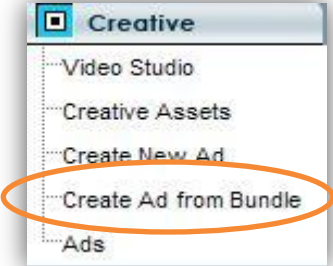 Creative
Video Studio
Creative Assets
Create New Ad
Create Ad from Bundle
Ads